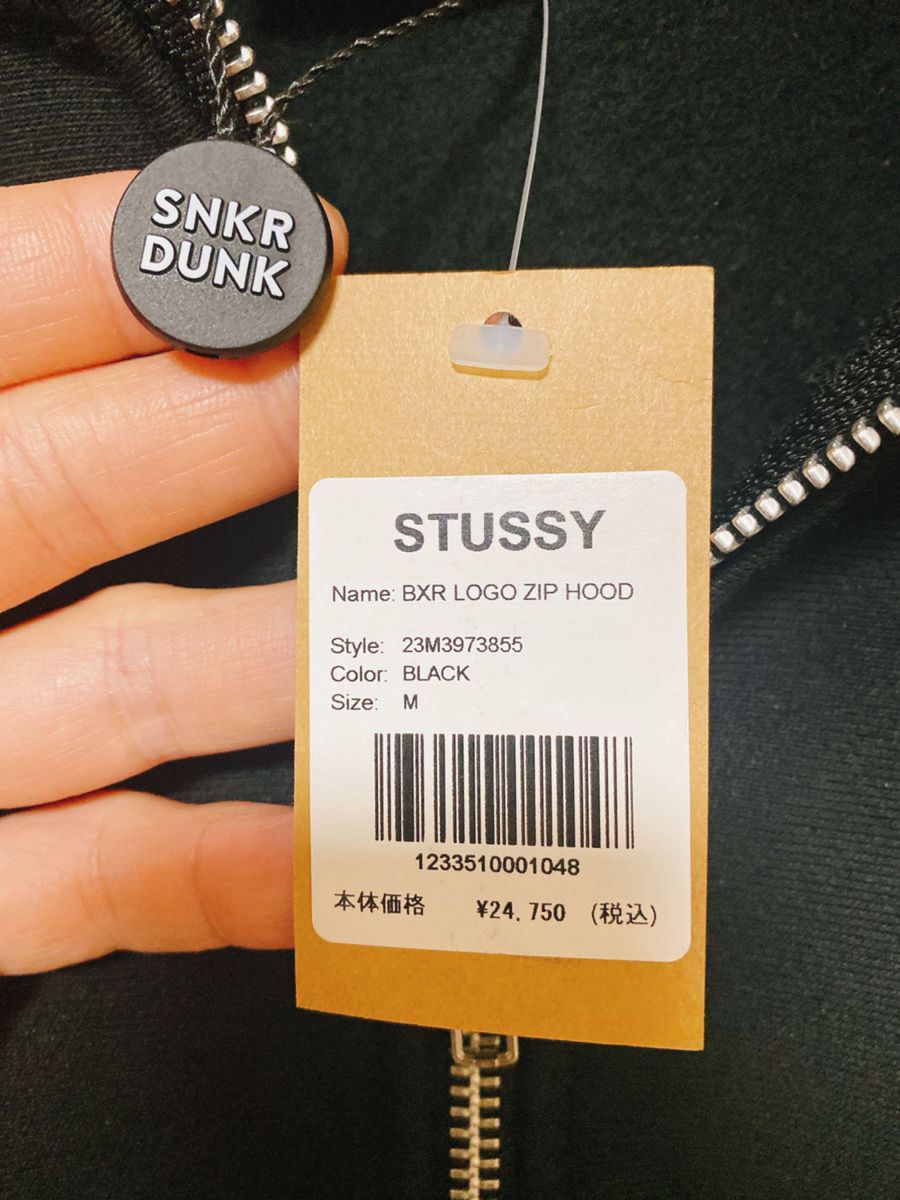 SNKR
DUNK
STUSSY
Name: BXR LOGO ZIP HOOD
Style: 23M3973855
Color: BLACK
Size: M
1233510001048
本体価格 ¥24,750 (税込)